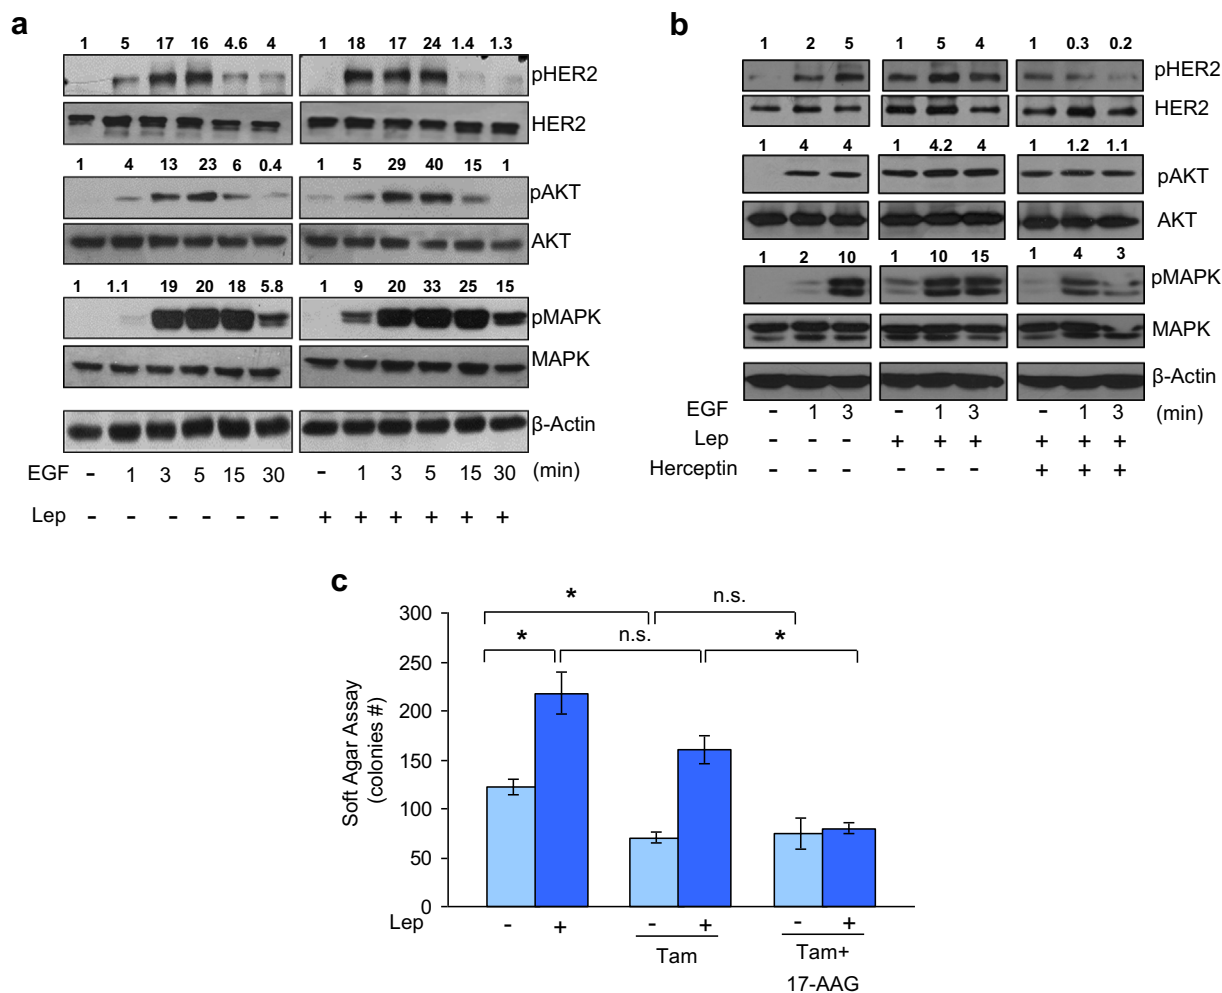 a
1 5 17 16 4.6 4 1 18 17 24 1.4 1.3
pHER2
HER2
1 4 13 23 6 0.4 1 5 29 40 15 1
pAKT
AKT
1 1.1 19 20 18 5.8 1 9 20 33 25 15
pMAPK
MAPK
β-Actin
EGF - 1 3 5 15 30 - 1 3 5 15 30 (min)
Lep - - - - - - + + + + + +
b
1 2 5 1 5 4 1 0.3 0.2
pHER2
HER2
1 4 4 1 4.2 4 1 1.2 1.1
pAKT
AKT
1 2 10 1 10 15 1 4 3
pMAPK
MAPK
β-Actin
EGF - 1 3 - 1 3 - 1 3 (min)
Lep - - - + + + + + +
Herceptin - - - - - - + + +
c
* n.s.
* n.s. *
Soft Agar Assay
(colonies #)
300
250
200
150
100
50
0
Lep - + - + - +
Tam Tam+
17-AAG